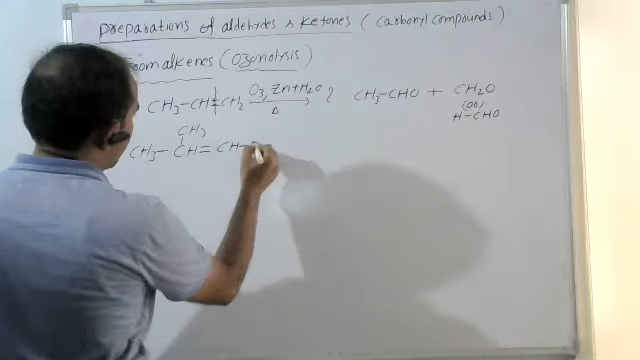 Preparations of aldehydes & ketones (Carbonyl Compounds)
From alkenes (Ozonolysis)
CH3-CH=CH2 O3, Zn+H2O ? CH3-CHO + CH2O
Δ
(or)
H-CHO
CH3
CH3-CH=CH-